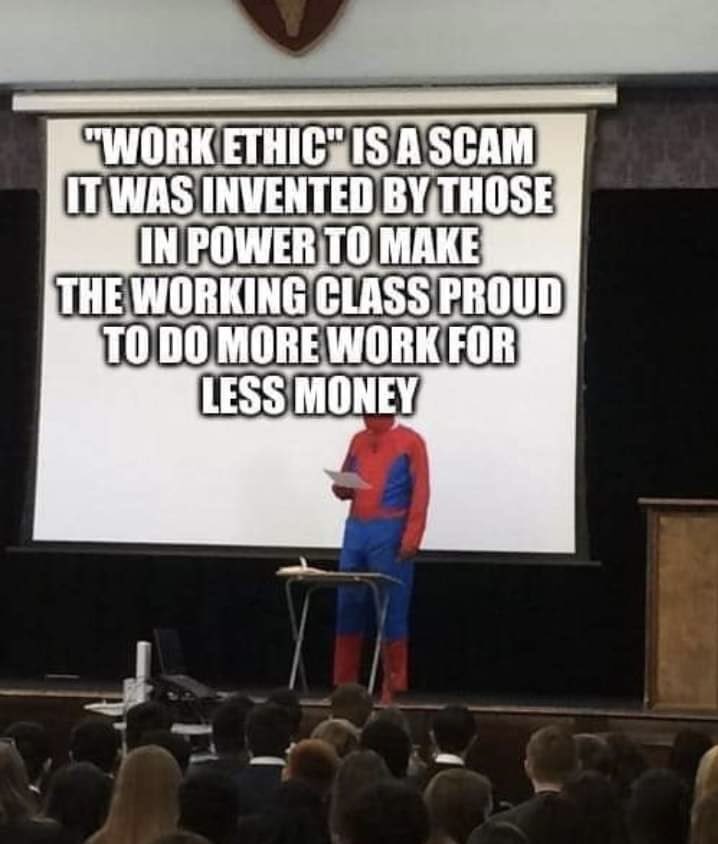 "WORK ETHIC" IS A SCAM
IT WAS INVENTED BY THOSE
IN POWER TO MAKE
THE WORKING CLASS PROUD
TO DO MORE WORK FOR
LESS MONEY